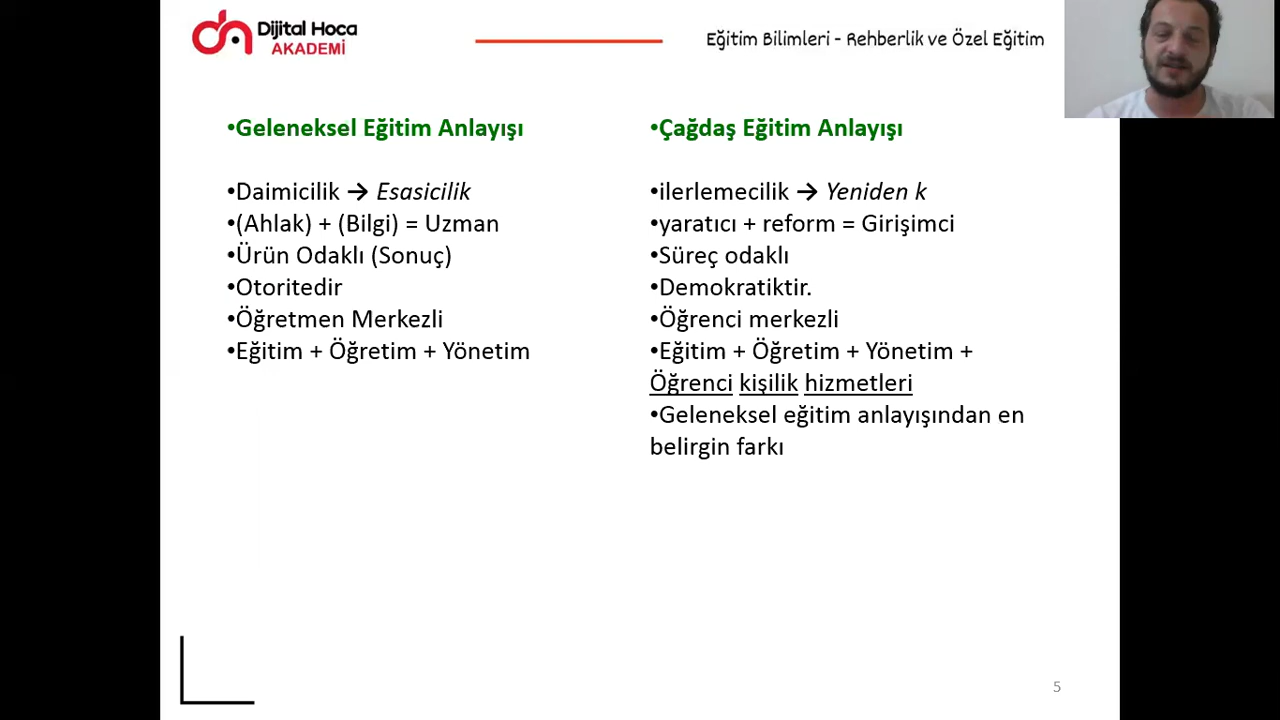 Dijital Hoca
AKADEMİ
Eğitim Bilimleri - Rehberlik ve Özel Eğitim
•Geleneksel Eğitim Anlayışı
•Daimicilik → Esasicilik
•(Ahlak) + (Bilgi) = Uzman
•Ürün Odaklı (Sonuç)
•Otoritedir
•Öğretmen Merkezli
•Eğitim + Öğretim + Yönetim
•Çağdaş Eğitim Anlayışı
•ilerlemecilik → Yeniden k
•yaratıcı + reform = Girişimci
•Süreç odaklı
•Demokratiktir.
•Öğrenci merkezli
•Eğitim + Öğretim + Yönetim +
Öğrenci kişilik hizmetleri
•Geleneksel eğitim anlayışından en
belirgin farkı
5